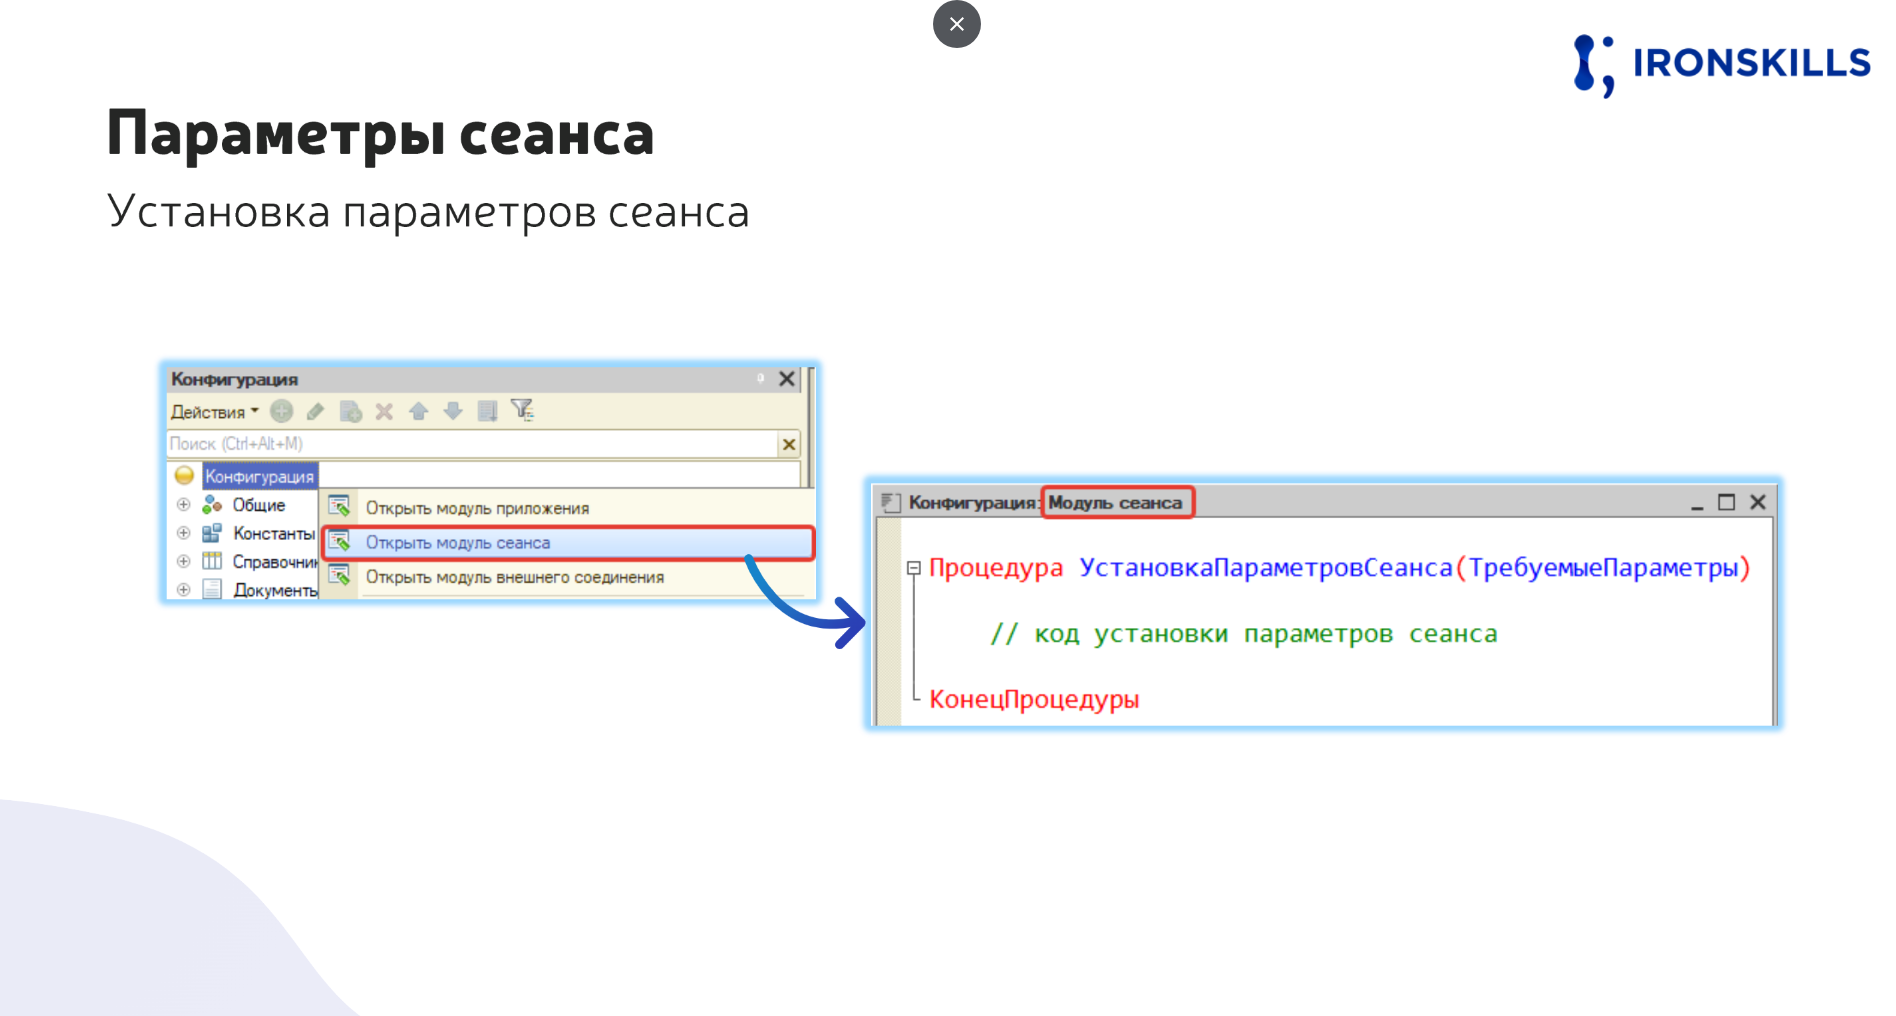 IRONSKILLS
Параметры сеанса
Установка параметров сеанса
Конфигурация
Действия
Поиск (Ctrl+Alt+M)
Конфигурация
Общие
Константы
Справочник
Документы
Открыть модуль приложения
Открыть модуль сеанса
Открыть модуль внешнего соединения
Конфигурация: Модуль сеанса
Процедура УстановкаПараметровСеанса(ТребуемыеПараметры)
// код установки параметров сеанса
КонецПроцедуры